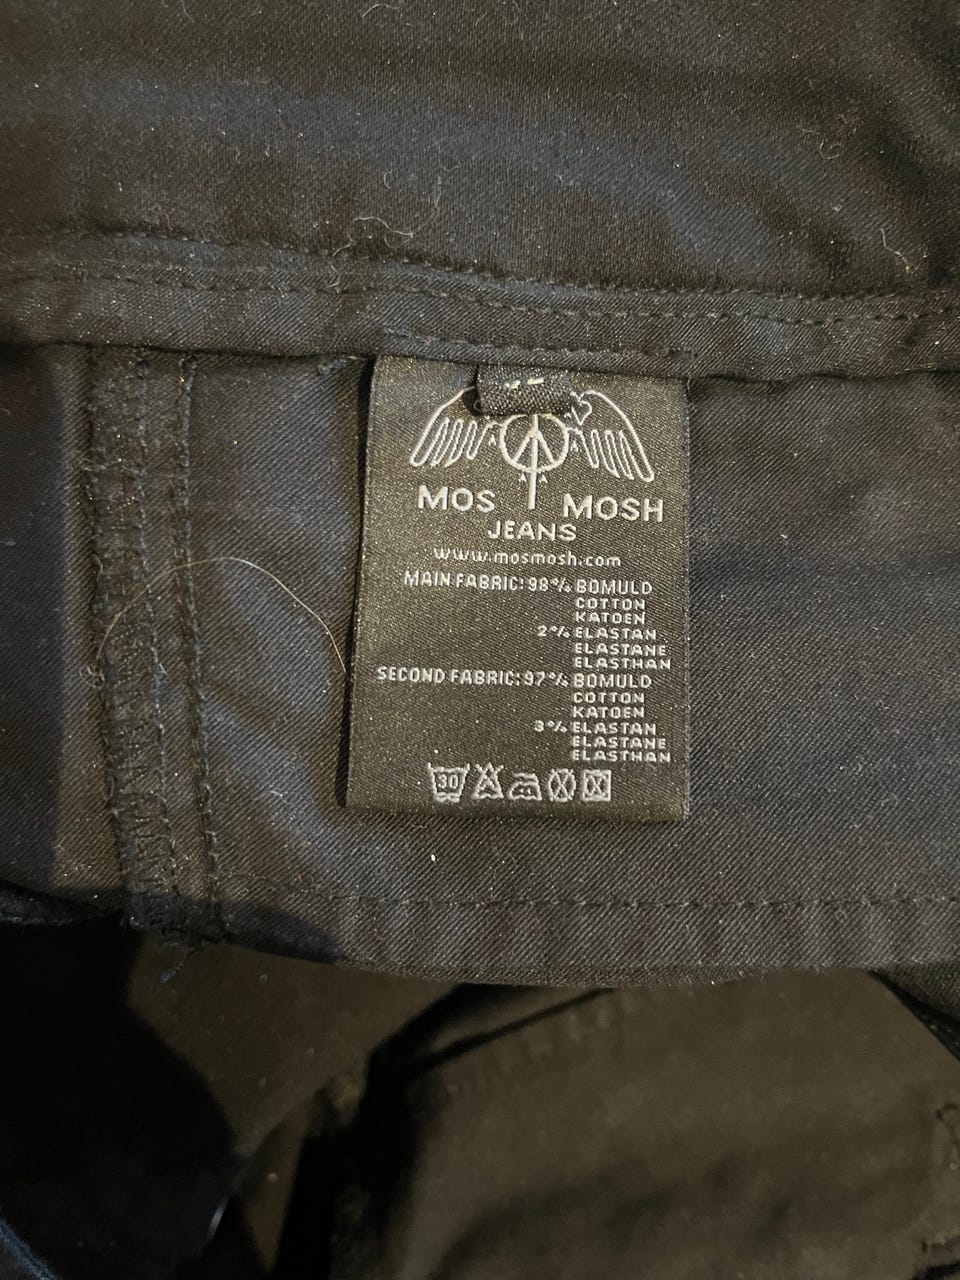 MOS MOSH
JEANS
www.mosmosh.com
MAIN FABRIC: 98% BOMULD
COTTON
KATOEN
2% ELASTAN
ELASTANE
ELASTHAN
SECOND FABRIC: 97% BOMULD
COTTON
KATOEN
3% ELASTAN
ELASTANE
ELASTHAN
30